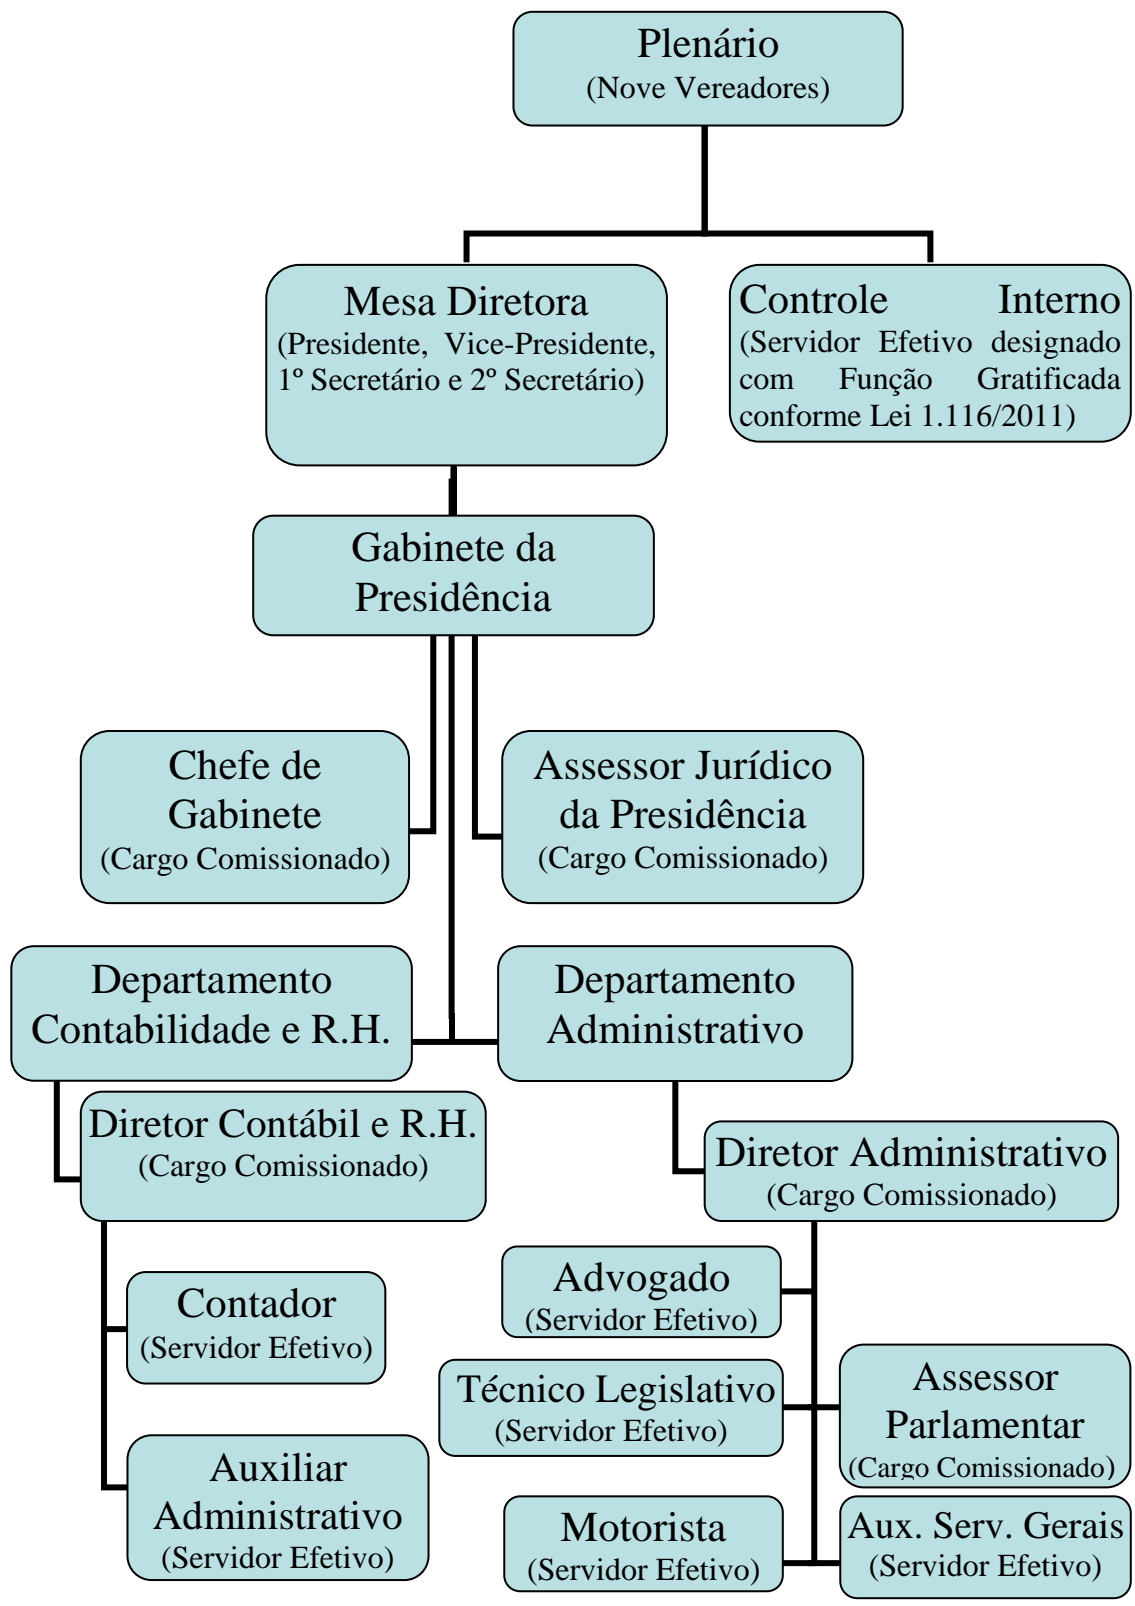 Plenário
(Nove Vereadores)
Mesa Diretora
(Presidente, Vice-Presidente,
1º Secretário e 2º Secretário)
Controle Interno
(Servidor Efetivo designado
com Função Gratificada
conforme Lei 1.116/2011)
Gabinete da
Presidência
Chefe de
Gabinete
(Cargo Comissionado)
Assessor Jurídico
da Presidência
(Cargo Comissionado)
Departamento
Contabilidade e R.H.
Departamento
Administrativo
Diretor Contábil e R.H.
(Cargo Comissionado)
Diretor Administrativo
(Cargo Comissionado)
Contador
(Servidor Efetivo)
Auxiliar
Administrativo
(Servidor Efetivo)
Advogado
(Servidor Efetivo)
Técnico Legislativo
(Servidor Efetivo)
Assessor
Parlamentar
(Cargo Comissionado)
Motorista
(Servidor Efetivo)
Aux. Serv. Gerais
(Servidor Efetivo)